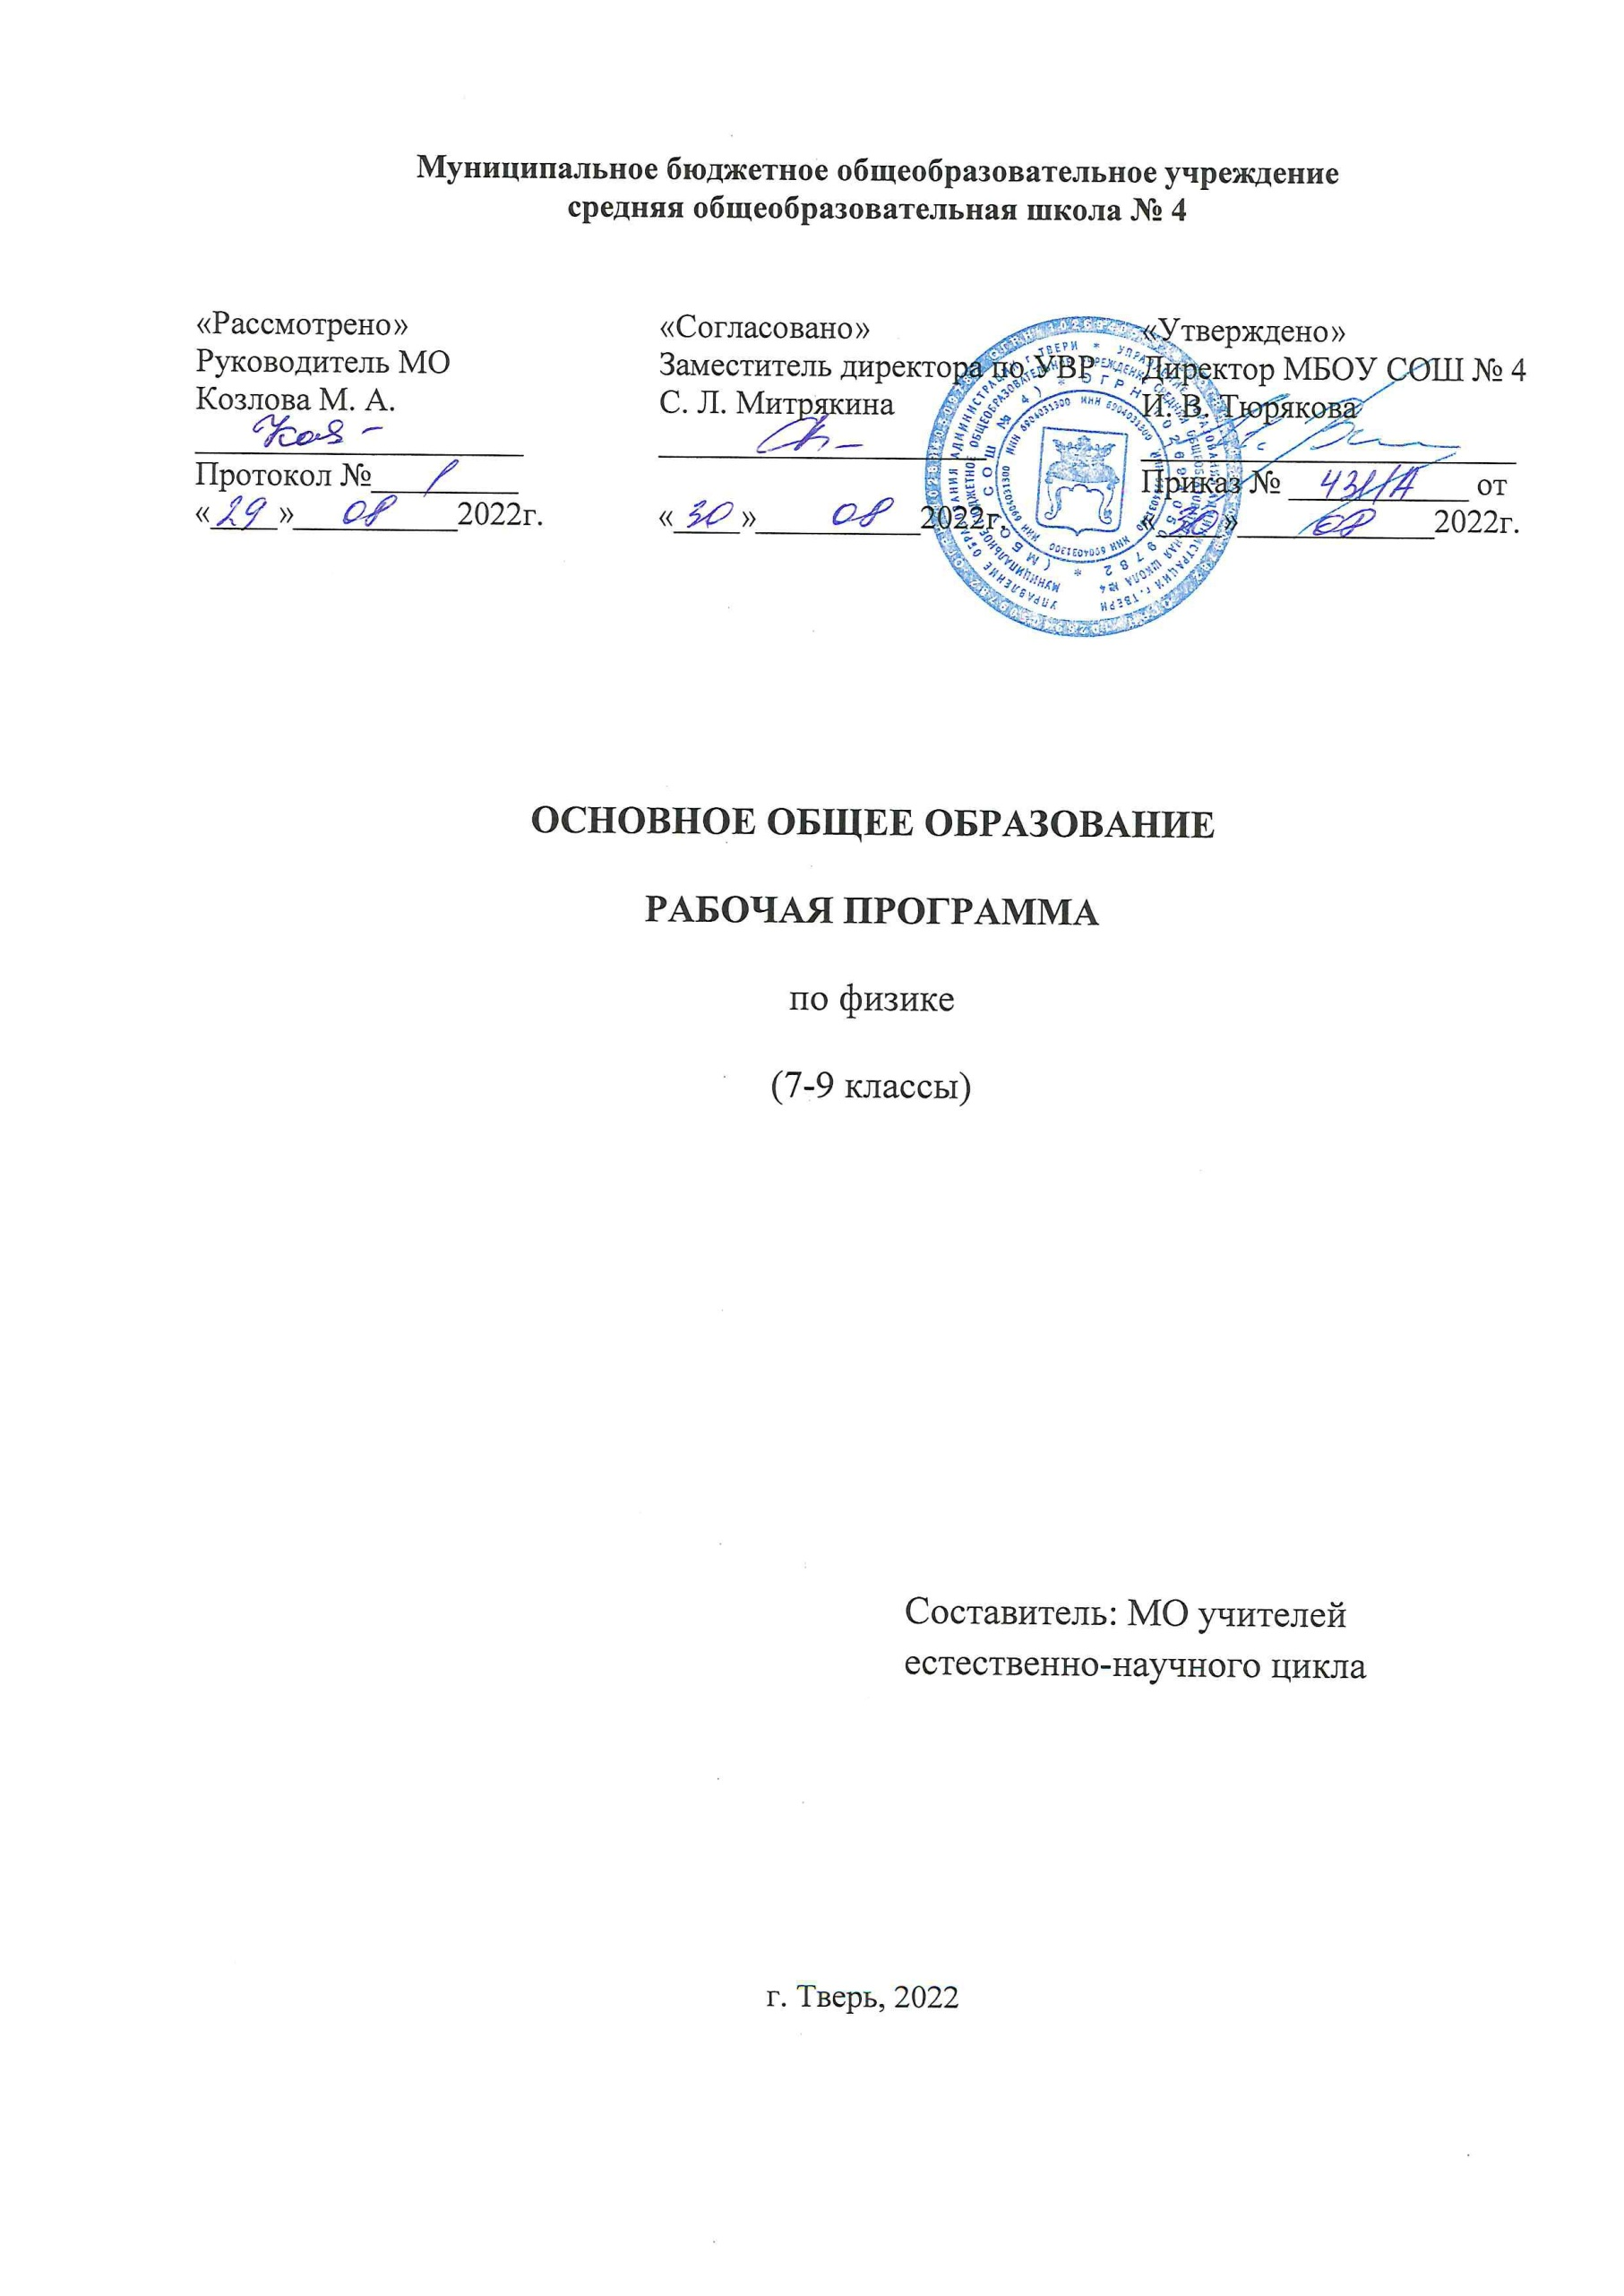 Муниципальное бюджетное общеобразовательное учреждение
средняя общеобразовательная школа № 4
«Рассмотрено»
Руководитель МО
Козлова М. А.
Протокол № 1
«29» 08 2022г.
«Согласовано»
Заместитель директора по УВР
С. Л. Митрякина
«30» 08 2022г.
«Утверждено»
Директор МБОУ СОШ № 4
И. В. Тюрякова
Приказ № от
«30» 08 2022г.
ОСНОВНОЕ ОБЩЕЕ ОБРАЗОВАНИЕ
РАБОЧАЯ ПРОГРАММА
по физике
(7-9 классы)
Составитель: МО учителей
естественно-научного цикла
г. Тверь, 2022